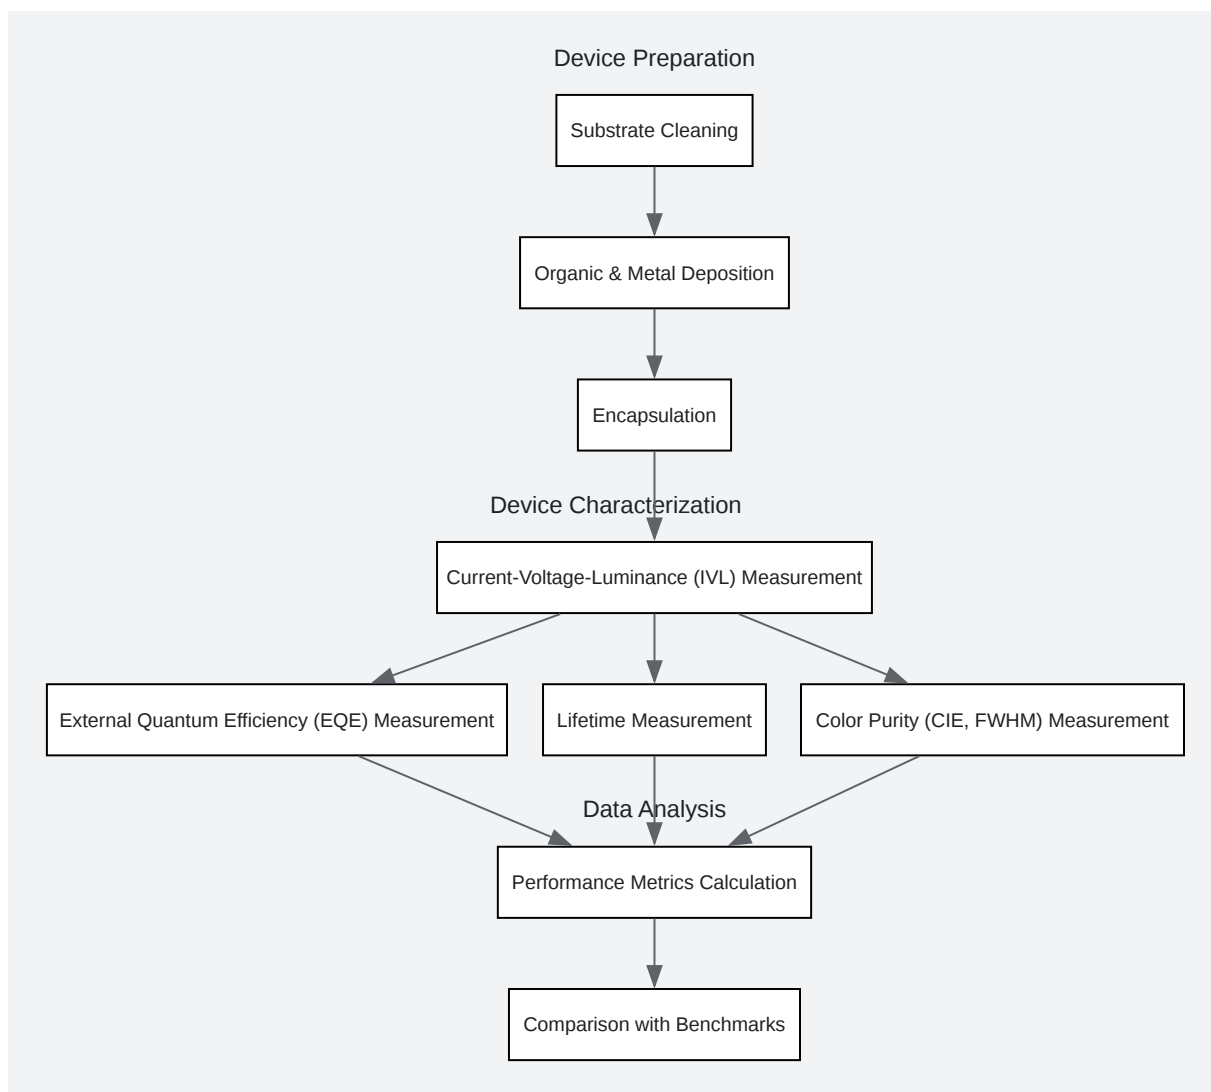 Device Preparation
Substrate Cleaning
Organic & Metal Deposition
Encapsulation
Device Characterization
Current-Voltage-Luminance (IVL) Measurement
External Quantum Efficiency (EQE) Measurement
Lifetime Measurement
Color Purity (CIE, FWHM) Measurement
Data Analysis
Performance Metrics Calculation
Comparison with Benchmarks